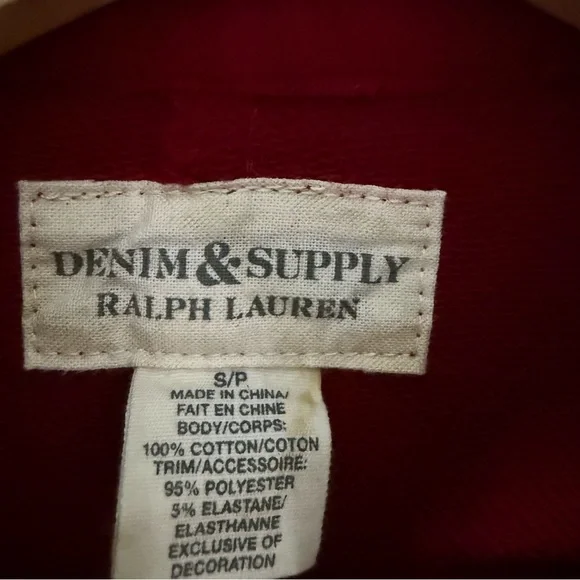 DENIM & SUPPLY
RALPH LAUREN
S/P
MADE IN CHINA/
FAIT EN CHINE
BODY/CORPS:
100% COTTON/COTON
TRIM/ACCESSOIRE:
95% POLYESTER
5% ELASTANE/
ELASTHANNE
EXCLUSIVE OF
DECORATION